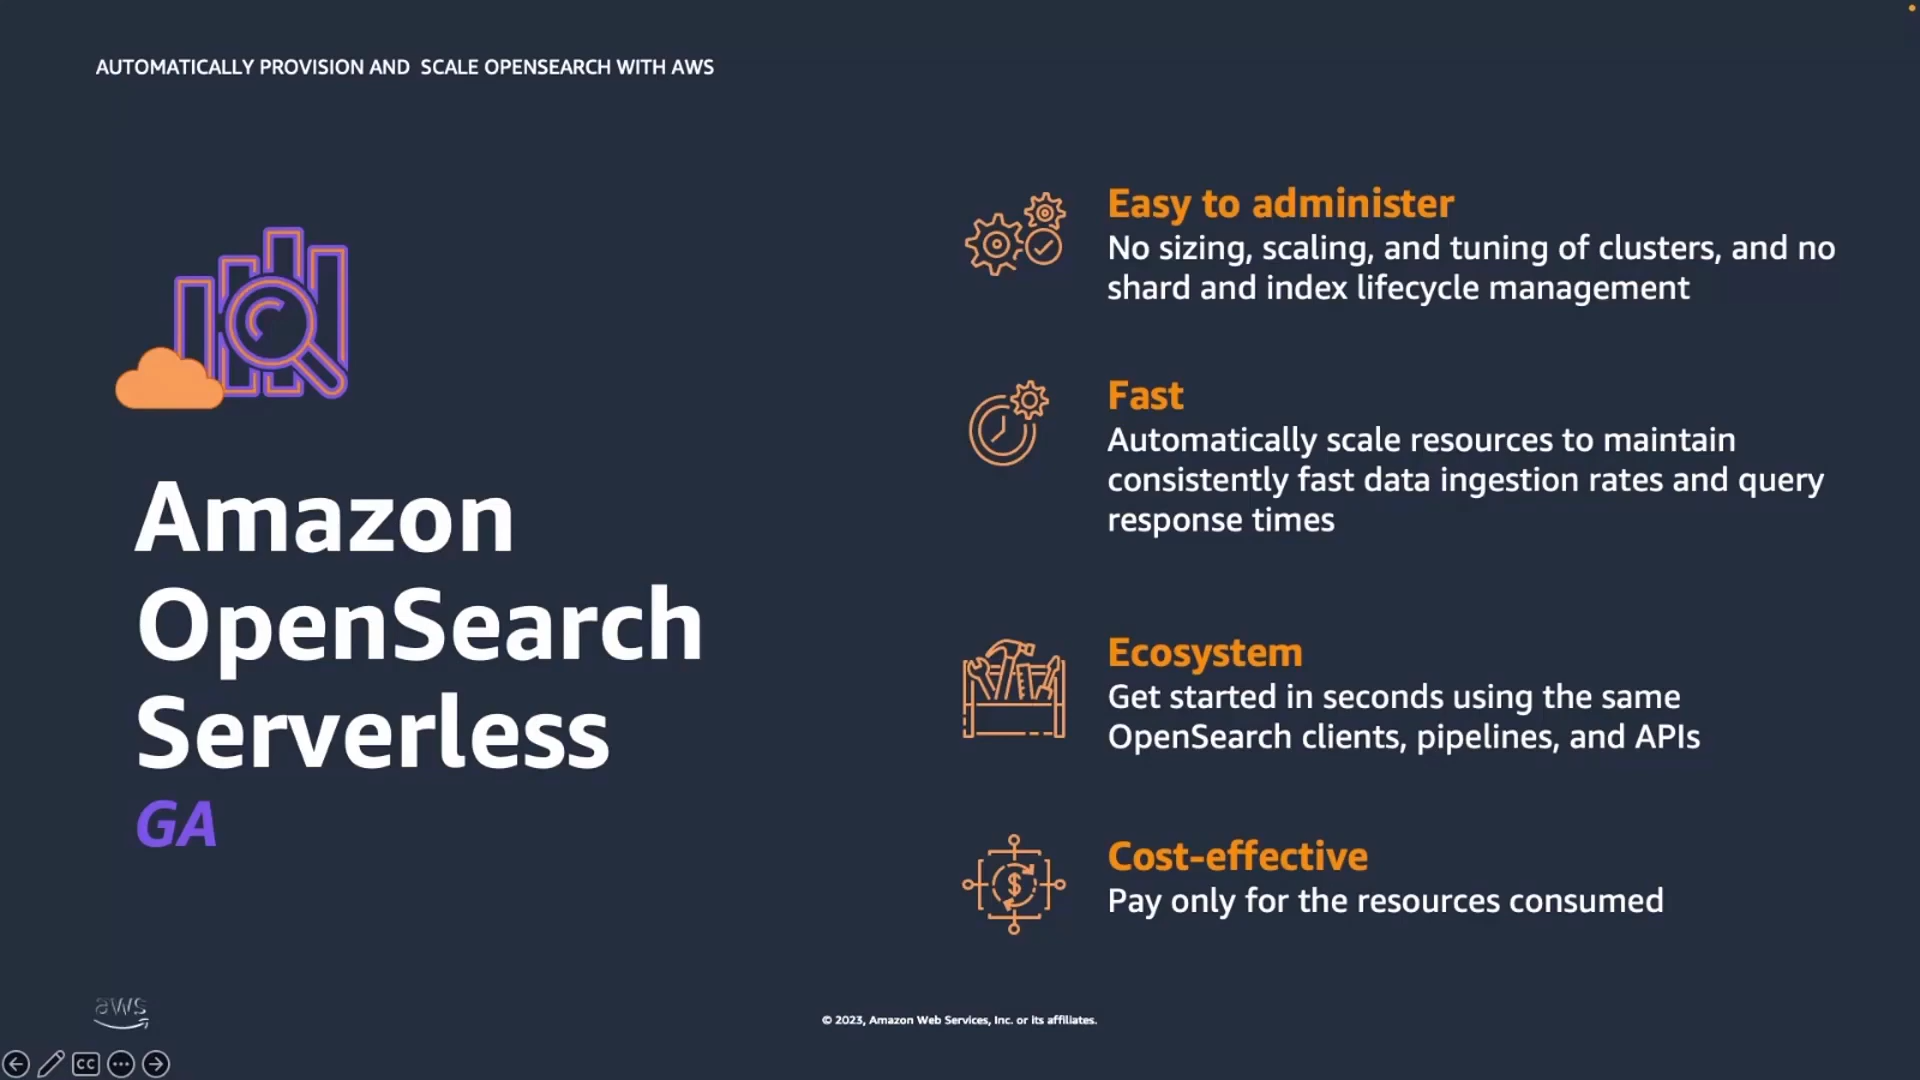 AUTOMATICALLY PROVISION AND SCALE OPENSEARCH WITH AWS
Amazon
OpenSearch
Serverless
GA
Easy to administer
No sizing, scaling, and tuning of clusters, and no
shard and index lifecycle management
Fast
Automatically scale resources to maintain
consistently fast data ingestion rates and query
response times
Ecosystem
Get started in seconds using the same
OpenSearch clients, pipelines, and APIs
$
Cost-effective
Pay only for the resources consumed
aws
© 2023, Amazon Web Services, Inc. or its affiliates.
CC